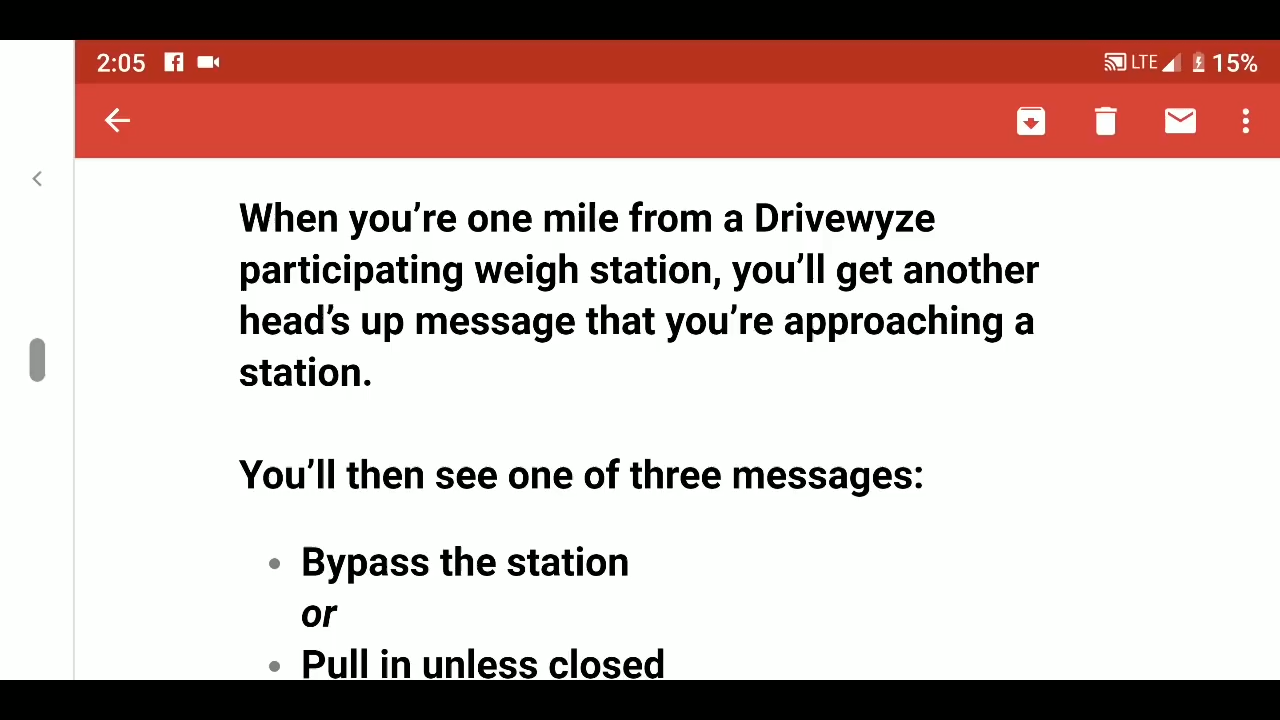 2:05 LTE 15%
When you’re one mile from a Drivewyze
participating weigh station, you’ll get another
head’s up message that you’re approaching a
station.
You’ll then see one of three messages:
Bypass the station
or
Pull in unless closed